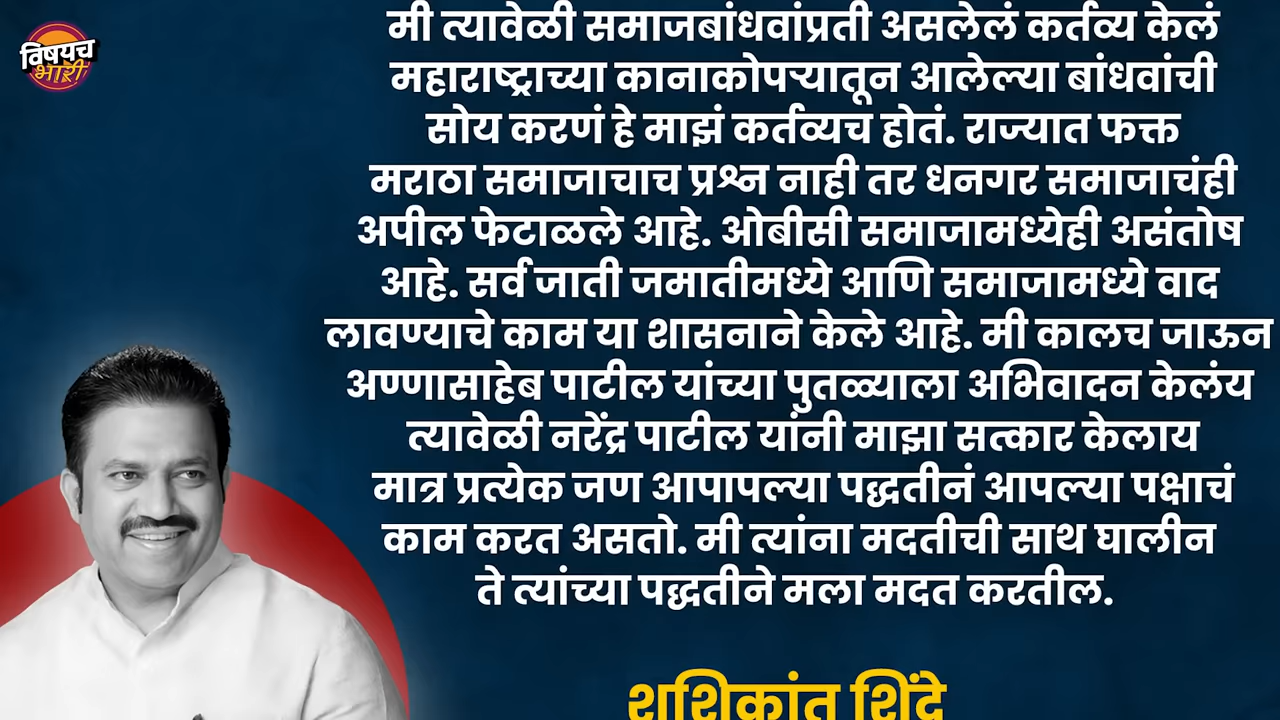 विषयच
भारी
मी त्यावेळी समाजबांधवांप्रती असलेलं कर्तव्य केलं
महाराष्ट्राच्या कानाकोपऱ्यातून आलेल्या बांधवांची
सोय करणं हे माझं कर्तव्यच होतं. राज्यात फक्त
मराठा समाजाचाच प्रश्न नाही तर धनगर समाजाचंही
अपील फेटाळले आहे. ओबीसी समाजामध्येही असंतोष
आहे. सर्व जाती जमातीमध्ये आणि समाजामध्ये वाद
लावण्याचे काम या शासनाने केले आहे. मी कालच जाऊन
अण्णासाहेब पाटील यांच्या पुतळ्याला अभिवादन केलंय
त्यावेळी नरेंद्र पाटील यांनी माझा सत्कार केलाय
मात्र प्रत्येक जण आपापल्या पद्धतीनं आपल्या पक्षाचं
काम करत असतो. मी त्यांना मदतीची साथ घालीन
ते त्यांच्या पद्धतीने मला मदत करतील.
शशिकांत शिंदे